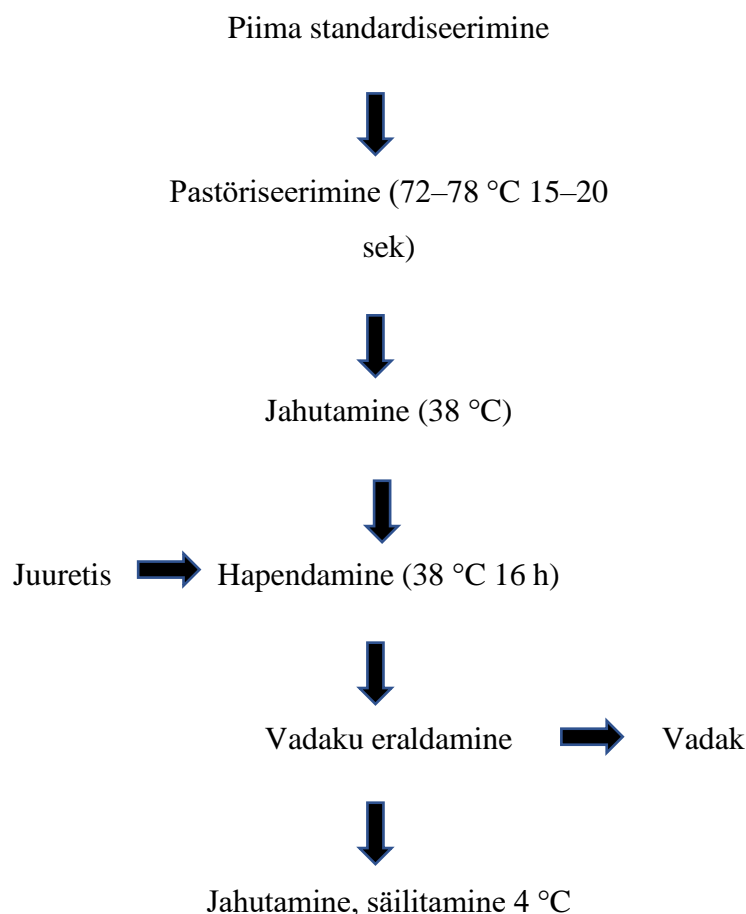 Piima standardiseerimine
Pastöriseerimine (72–78 °C 15–20
sek)
Jahutamine (38 °C)
Juuretis
Hapendamine (38 °C 16 h)
Vadaku eraldamine
Vadak
Jahutamine, säilitamine 4 °C